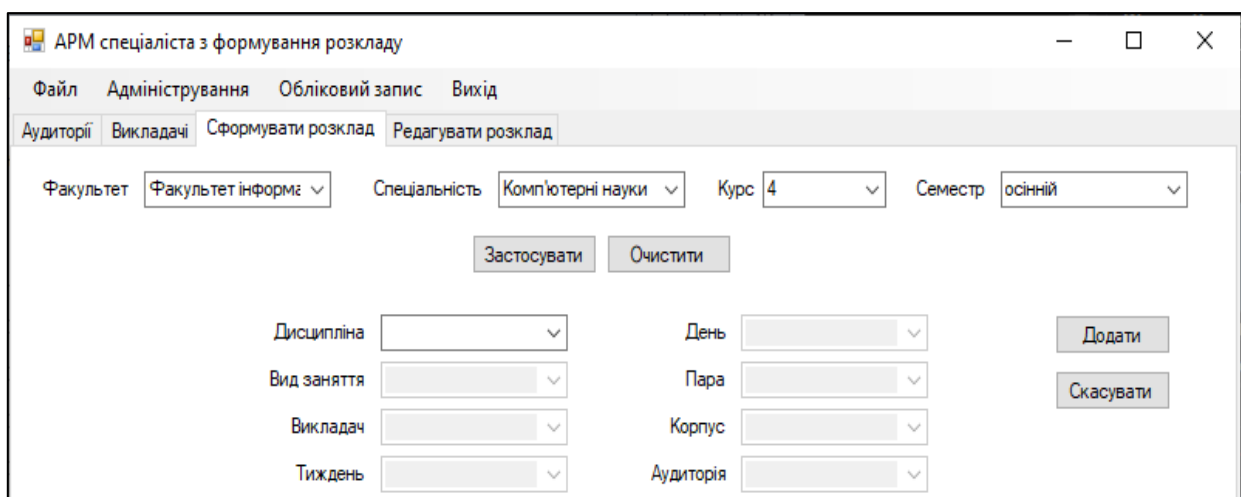 АРМ спеціаліста з формування розкладу
Файл Адміністрування Обліковий запис Вихід
Аудиторії Викладачі Сформувати розклад Редагувати розклад
Факультет Факультет інформа Спеціальність Комп'ютерні науки Курс 4 Семестр осінній
Застосувати Очистити
Дисципліна День Додати
Вид заняття Пара Скасувати
Викладач Корпус
Тиждень Аудиторія